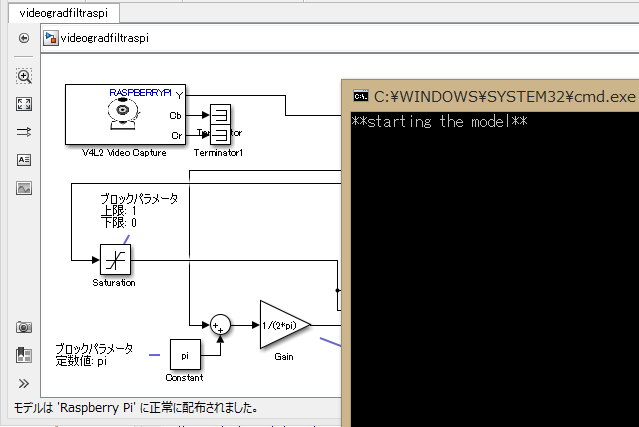 videogradfiltraspi
videogradfiltraspi
C:¥WINDOWS¥SYSTEM32¥cmd.exe
**starting the model**
RASPBERRYPI
Y
Cb
Cr
V4L2 Video Capture
Terminator1
ブロックパラメータ
上限: 1
下限: 0
Saturation
1/(2*pi)
Gain
ブロックパラメータ
定数値: pi
pi
Constant
モデルは 'Raspberry Pi' に正常に配布されました。